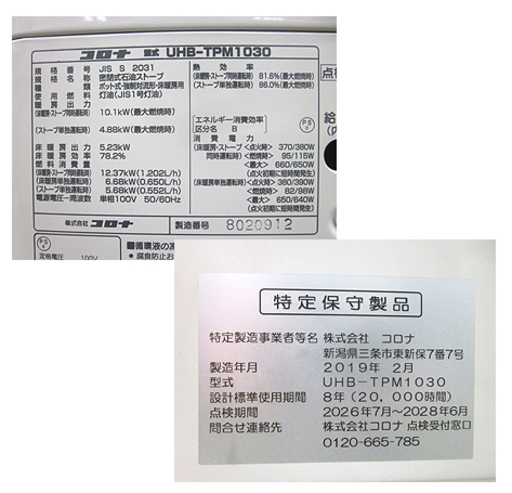 コロナ 型式 UHB-TPM1030
規格番号 JIS S 2031
規格名称 密閉式石油ストーブ
種類 ポット式・強制対流形・床暖房用
使用燃料 灯油(JIS1号灯油)
暖房出力
(床暖房・ストーブ同時運転時) 10.1kW(最大燃焼時)
(ストーブ単独運転時) 4.88kW(最大燃焼時)
床暖房出力 5.23kW
床暖房効率 78.2%
燃料消費量
(床暖房・ストーブ同時運転時) 12.37kW(1.202L/h)
(床暖房単独運転時) 6.68kW(0.650L/h)
(ストーブ単独運転時) 5.68kW(0.552L/h)
電源電圧-周波数 単相100V 50/60Hz
熱効率
(床暖房・ストーブ同時運転時) 81.6%(最大燃焼時)
(ストーブ単独運転時) 86.0%(最大燃焼時)
エネルギー消費効率
区分名 B
消費電力
(床暖房・ストーブ <点火時> 370/380W
同時運転時) <燃焼時> 95/115W
<最大> 660/650W
(点火初期に短時間発生)
(床暖房単独運転時) <点火時> 380/390W
<燃焼時> 82/98W
<最大> 650/640W
(点火初期に短時間発生)
株式会社 コロナ 製造番号 8020912
点検
給
■循環液の凍
• 腐食防止お
定格電圧 100V
特定保守製品
特定製造事業者等名 株式会社 コロナ
新潟県三条市東新保7番7号
製造年月 2019年 2月
型式 UHB-TPM1030
設計標準使用期間 8年(20,000時間)
点検期間 2026年7月～2028年6月
問合せ連絡先 株式会社コロナ 点検受付窓口
0120-665-785